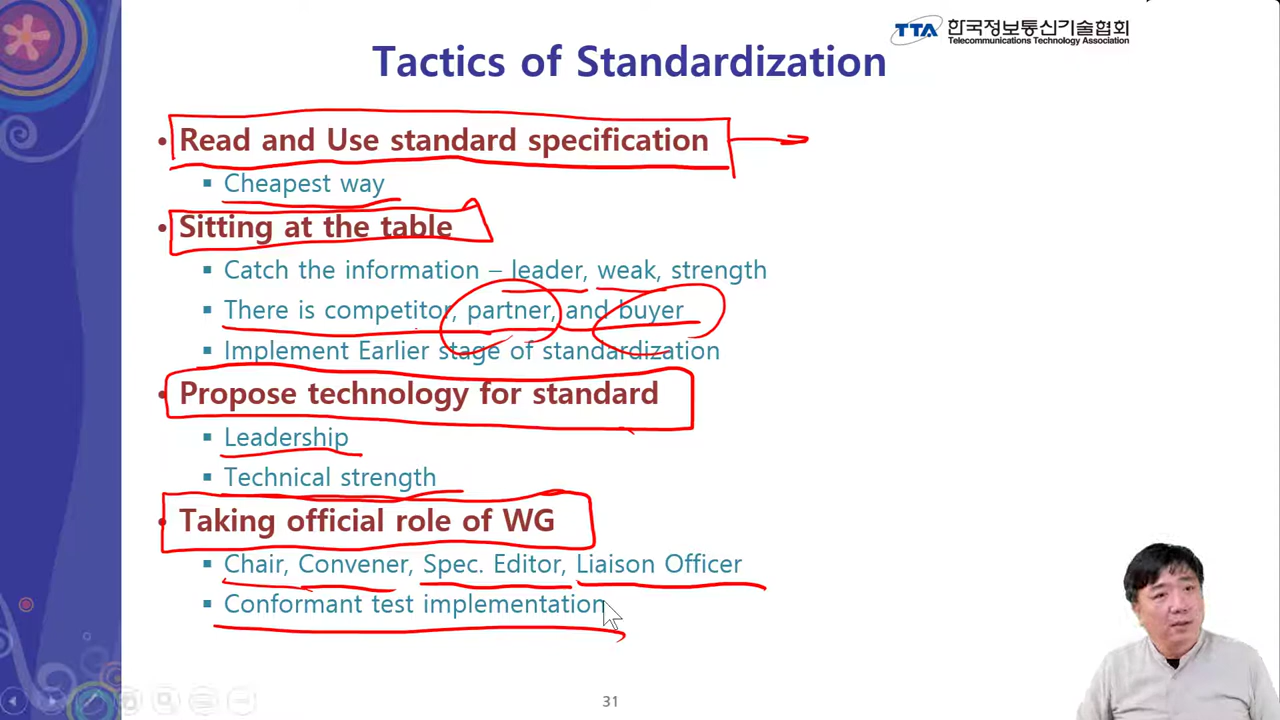 TTA 한국정보통신기술협회
Telecommunications Technology Association
Tactics of Standardization
• Read and Use standard specification
▪ Cheapest way
• Sitting at the table
▪ Catch the information – leader, weak, strength
▪ There is competitor, partner, and buyer
▪ Implement Earlier stage of standardization
• Propose technology for standard
▪ Leadership
▪ Technical strength
• Taking official role of WG
▪ Chair, Convener, Spec. Editor, Liaison Officer
▪ Conformant test implementation
31